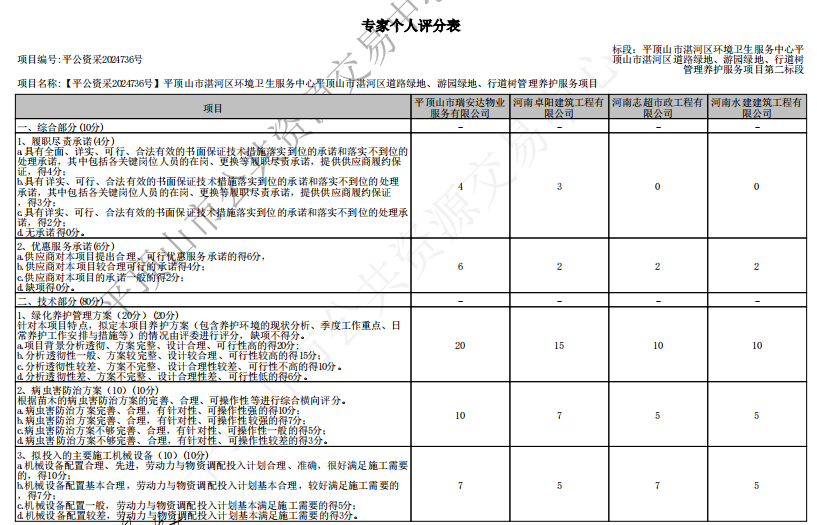 专家个人评分表
项目编号:平公资采2024736号
标段: 平顶山市湛河区环境卫生服务中心平
顶山市湛河区道路绿地、游园绿地、行道树
管理养护服务项目第二标段
项目名称:【平公资采2024736号】平顶山市湛河区环境卫生服务中心平顶山市湛河区道路绿地、游园绿地、行道树管理养护服务项目
项目
平顶山市瑞安达物业
服务有限公司
河南卓阳建筑工程有
限公司
河南志超市政工程有
限公司
河南水建建筑工程有
限公司
一、综合部分(10分) - - - -
1、履职尽责承诺(4分)
a.具有全面、详实、可行、合法有效的书面保证技术措施落实到位的承诺和落实不到位的
处理承诺，其中包括各关键岗位人员的在岗、更换等履职尽责承诺，提供供应商履约保
证，得4分;
b.具有详实、可行、合法有效的书面保证技术措施落实到位的承诺和落实不到位的处理
承诺，其中包括各关键岗位人员的在岗、更换等履职尽责承诺，提供供应商履约保证
，得3分;
c.具有详实、可行、合法有效的书面保证技术措施落实到位的承诺和落实不到位的处理承
诺，得2分;
d.无承诺得0分。
4 3 0 0
2、优惠服务承诺(6分)
a.供应商对本项目提出合理、可行优惠服务承诺的得6分,
b.供应商对本项目较合理可行的承诺得4分;
c.供应商对本项目的承诺一般的得2分;
d.缺项得0分。
6 2 2 2
二、技术部分(80分) - - - -
1、绿化养护管理方案（20分）(20分)
针对本项目特点，拟定本项目养护方案（包含养护环境的现状分析、季度工作重点、日
常养护工作安排与措施等）的情况由评委进行评分，缺项不得分。
a.项目背景分析透彻、方案完整、设计合理、可行性高的得20分;
b.分析透彻性一般、方案较完整、设计较合理、可行性较高的得15分;
c.分析透彻性较差、方案不完整、设计合理性较差、可行性不高的得10分。
d.分析透彻性差、方案不完整、设计合理性差、可行性低的得6分。
20 15 10 10
2、病虫害防治方案（10）(10分)
根据苗木的病虫害防治方案的完善、合理、可操作性等进行综合横向评分。
a.病虫害防治方案完善、合理，有针对性、可操作性强的得10分;
b.病虫害防治方案完善、合理，有针对性、可操作性较强的得7分;
c.病虫害防治方案不够完善、合理，有针对性、可操作性一般的得5分;
d.病虫害防治方案不够完善、合理，有针对性、可操作性较差的得3分。
10 7 5 5
3、拟投入的主要施工机械设备（10）(10分)
a.机械设备配置合理、先进，劳动力与物资调配投入计划合理、准确，很好满足施工需要
的，得10分;
b.机械设备配置基本合理，劳动力与物资调配投入计划基本合理，较好满足施工需要的
，得7分;
c.机械设备配置一般，劳动力与物资调配投入计划基本满足施工需要的得5分;
d.机械设备配置较差，劳动力与物资调配投入计划基本满足施工需要的得3分。
7 5 7 5
平顶山市公共资源交易中心